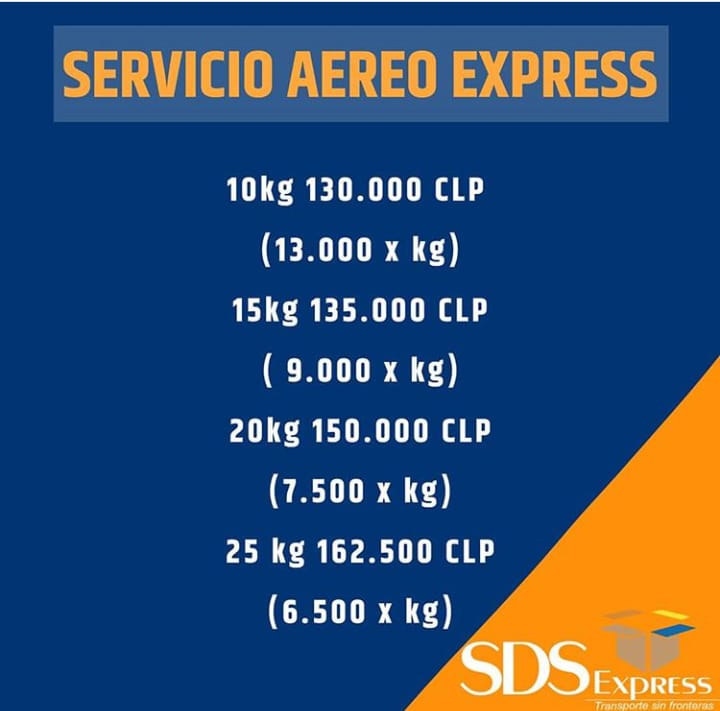 SERVICIO AEREO EXPRESS
10kg 130.000 CLP
(13.000 x kg)
15kg 135.000 CLP
( 9.000 x kg)
20kg 150.000 CLP
(7.500 x kg)
25 kg 162.500 CLP
(6.500 x kg)
SDS EXPRESS
Transporte sin fronteras